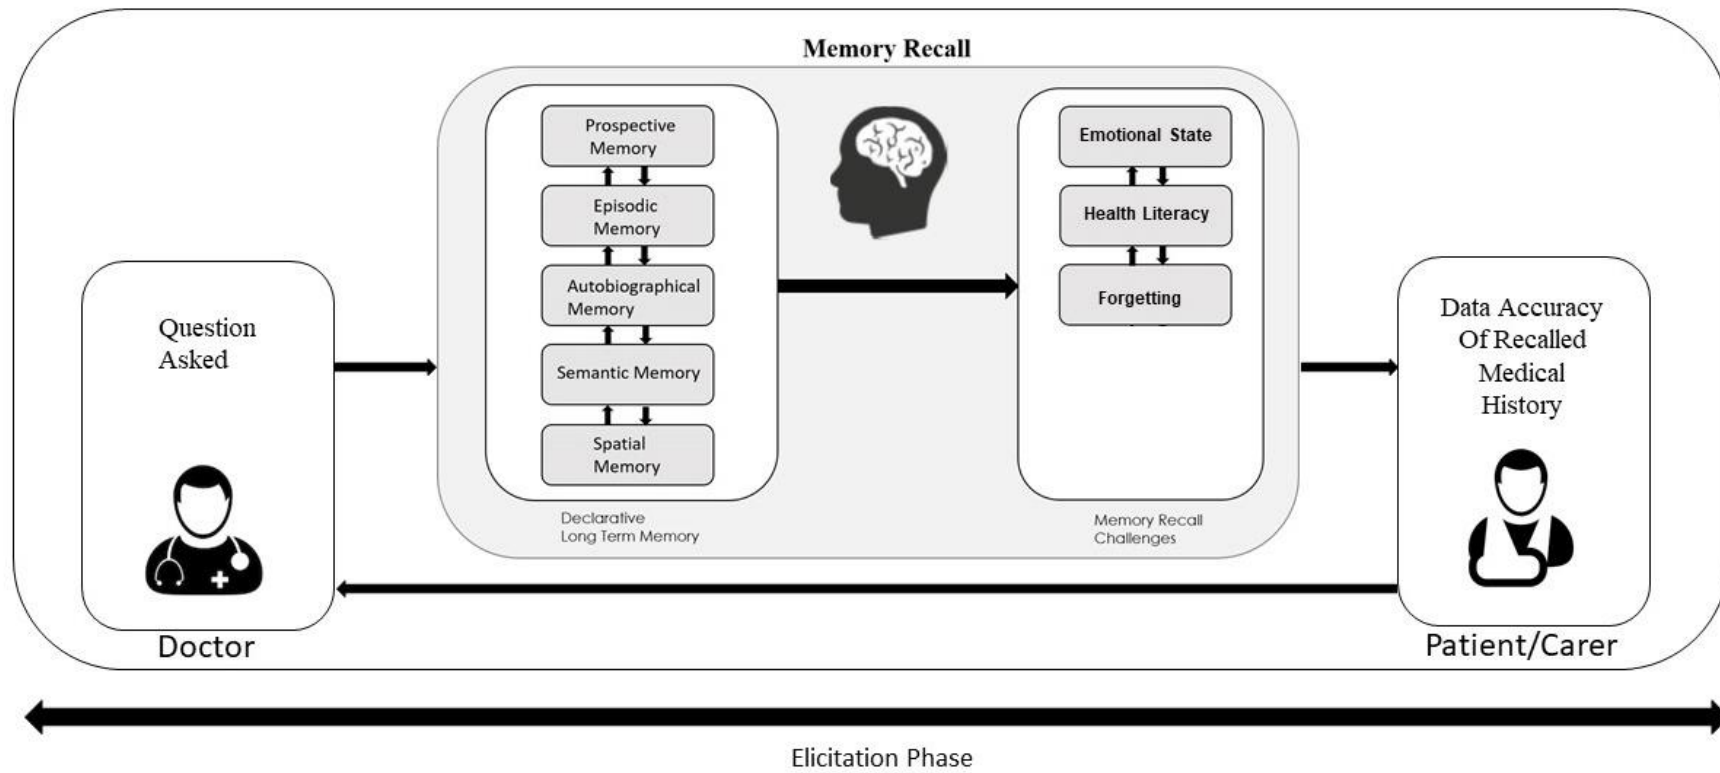 Memory Recall
Prospective
Memory
Episodic
Memory
Autobiographical
Memory
Semantic Memory
Spatial
Memory
Declarative
Long Term Memory
Emotional State
Health Literacy
Forgetting
Memory Recall
Challenges
Question
Asked
Doctor
Data Accuracy
Of Recalled
Medical
History
Patient/Carer
Elicitation Phase